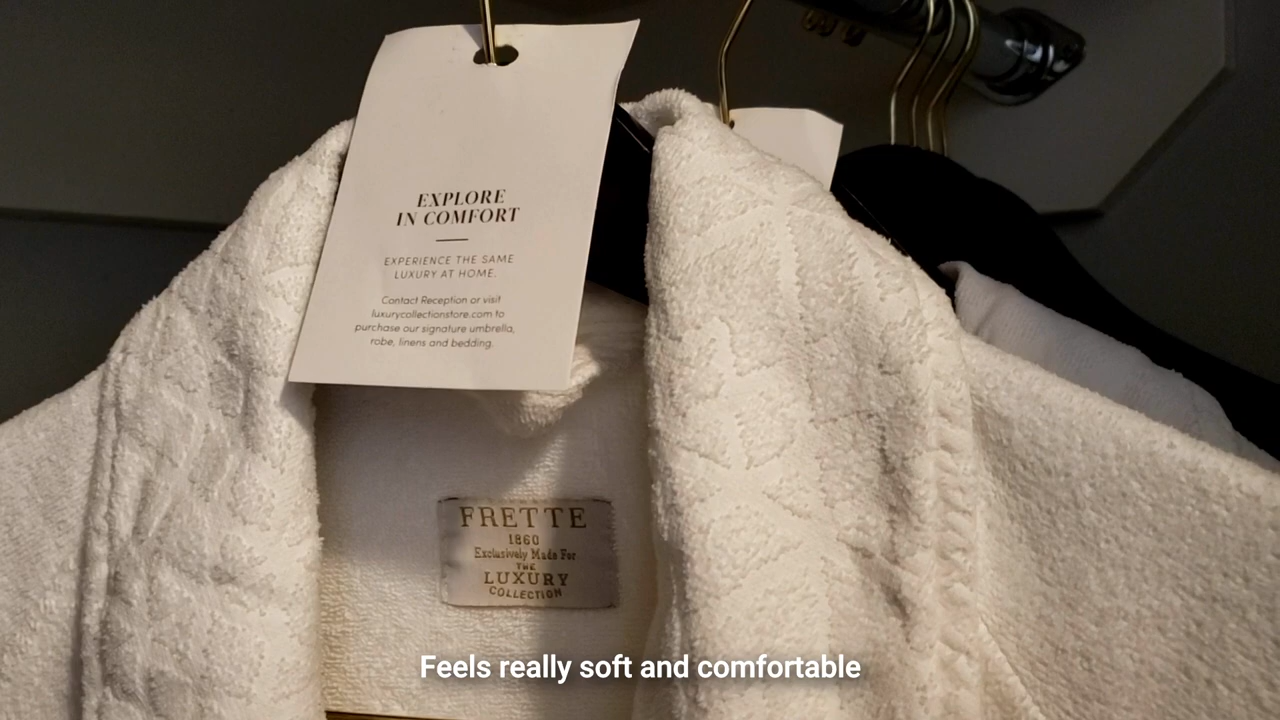 EXPLORE
IN COMFORT
EXPERIENCE THE SAME
LUXURY AT HOME.
Contact Reception or visit
luxurycollectionstore.com to
purchase our signature umbrella,
robe, linens and bedding.
FRETTE
1860
Exclusively Made For
THE
LUXURY
COLLECTION
Feels really soft and comfortable